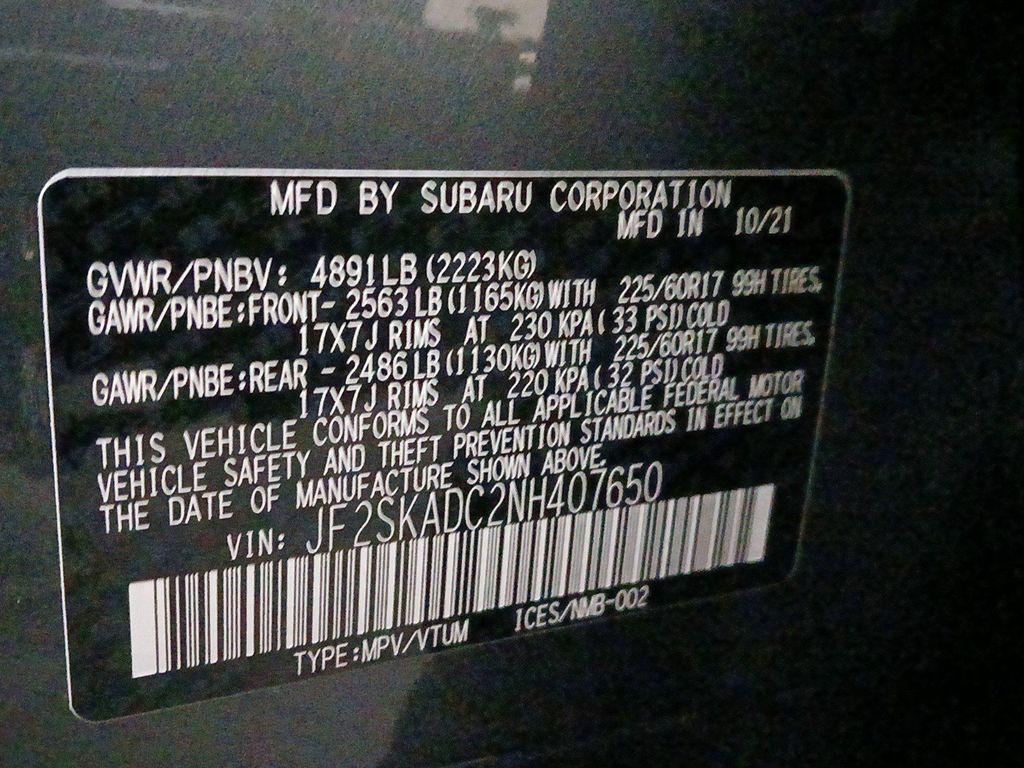 MFD BY SUBARU CORPORATION
MFD IN 10/21
GVWR/PNBV: 4891LB (2223KG)
GAWR/PNBE:FRONT- 2563 LB (1165KG) WITH 225/60R17 99H TIRES,
17X7J RIMS AT 230 KPA ( 33 PSI) COLD
GAWR/PNBE:REAR - 2486 LB (1130KG) WITH 225/60R17 99H TIRES,
17X7J RIMS AT 220 KPA ( 32 PSI) COLD
THIS VEHICLE CONFORMS TO ALL APPLICABLE FEDERAL MOTOR
VEHICLE SAFETY AND THEFT PREVENTION STANDARDS IN EFFECT ON
THE DATE OF MANUFACTURE SHOWN ABOVE.
VIN: JF2SKADC2NH407650
TYPE:MPV/VTUM ICES/NMB-002